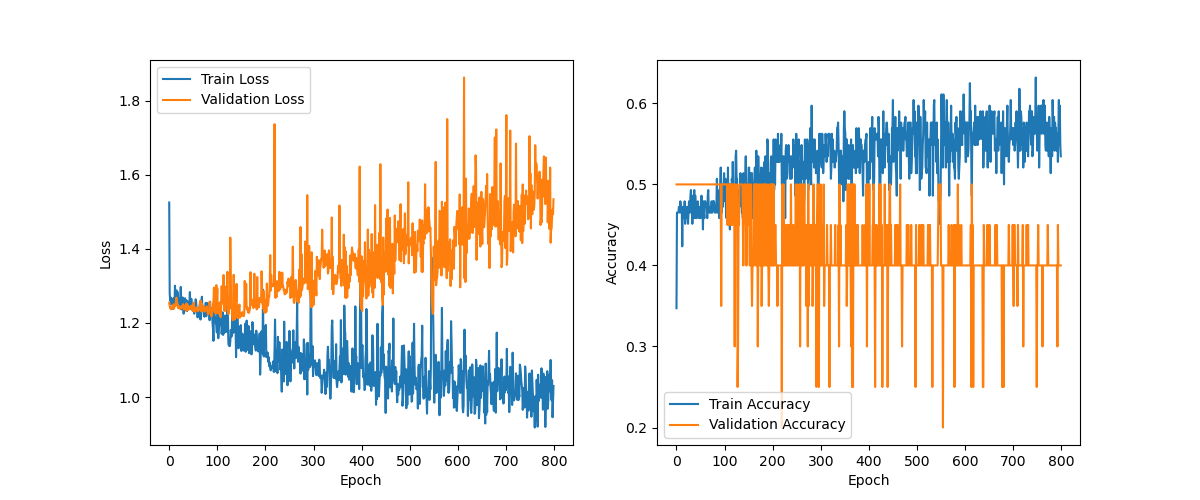 Train Loss
Validation Loss
1.8
1.6
1.4
1.2
1.0
Loss
0 100 200 300 400 500 600 700 800
Epoch
0.6
0.5
0.4
0.3
0.2
Accuracy
Train Accuracy
Validation Accuracy
0 100 200 300 400 500 600 700 800
Epoch